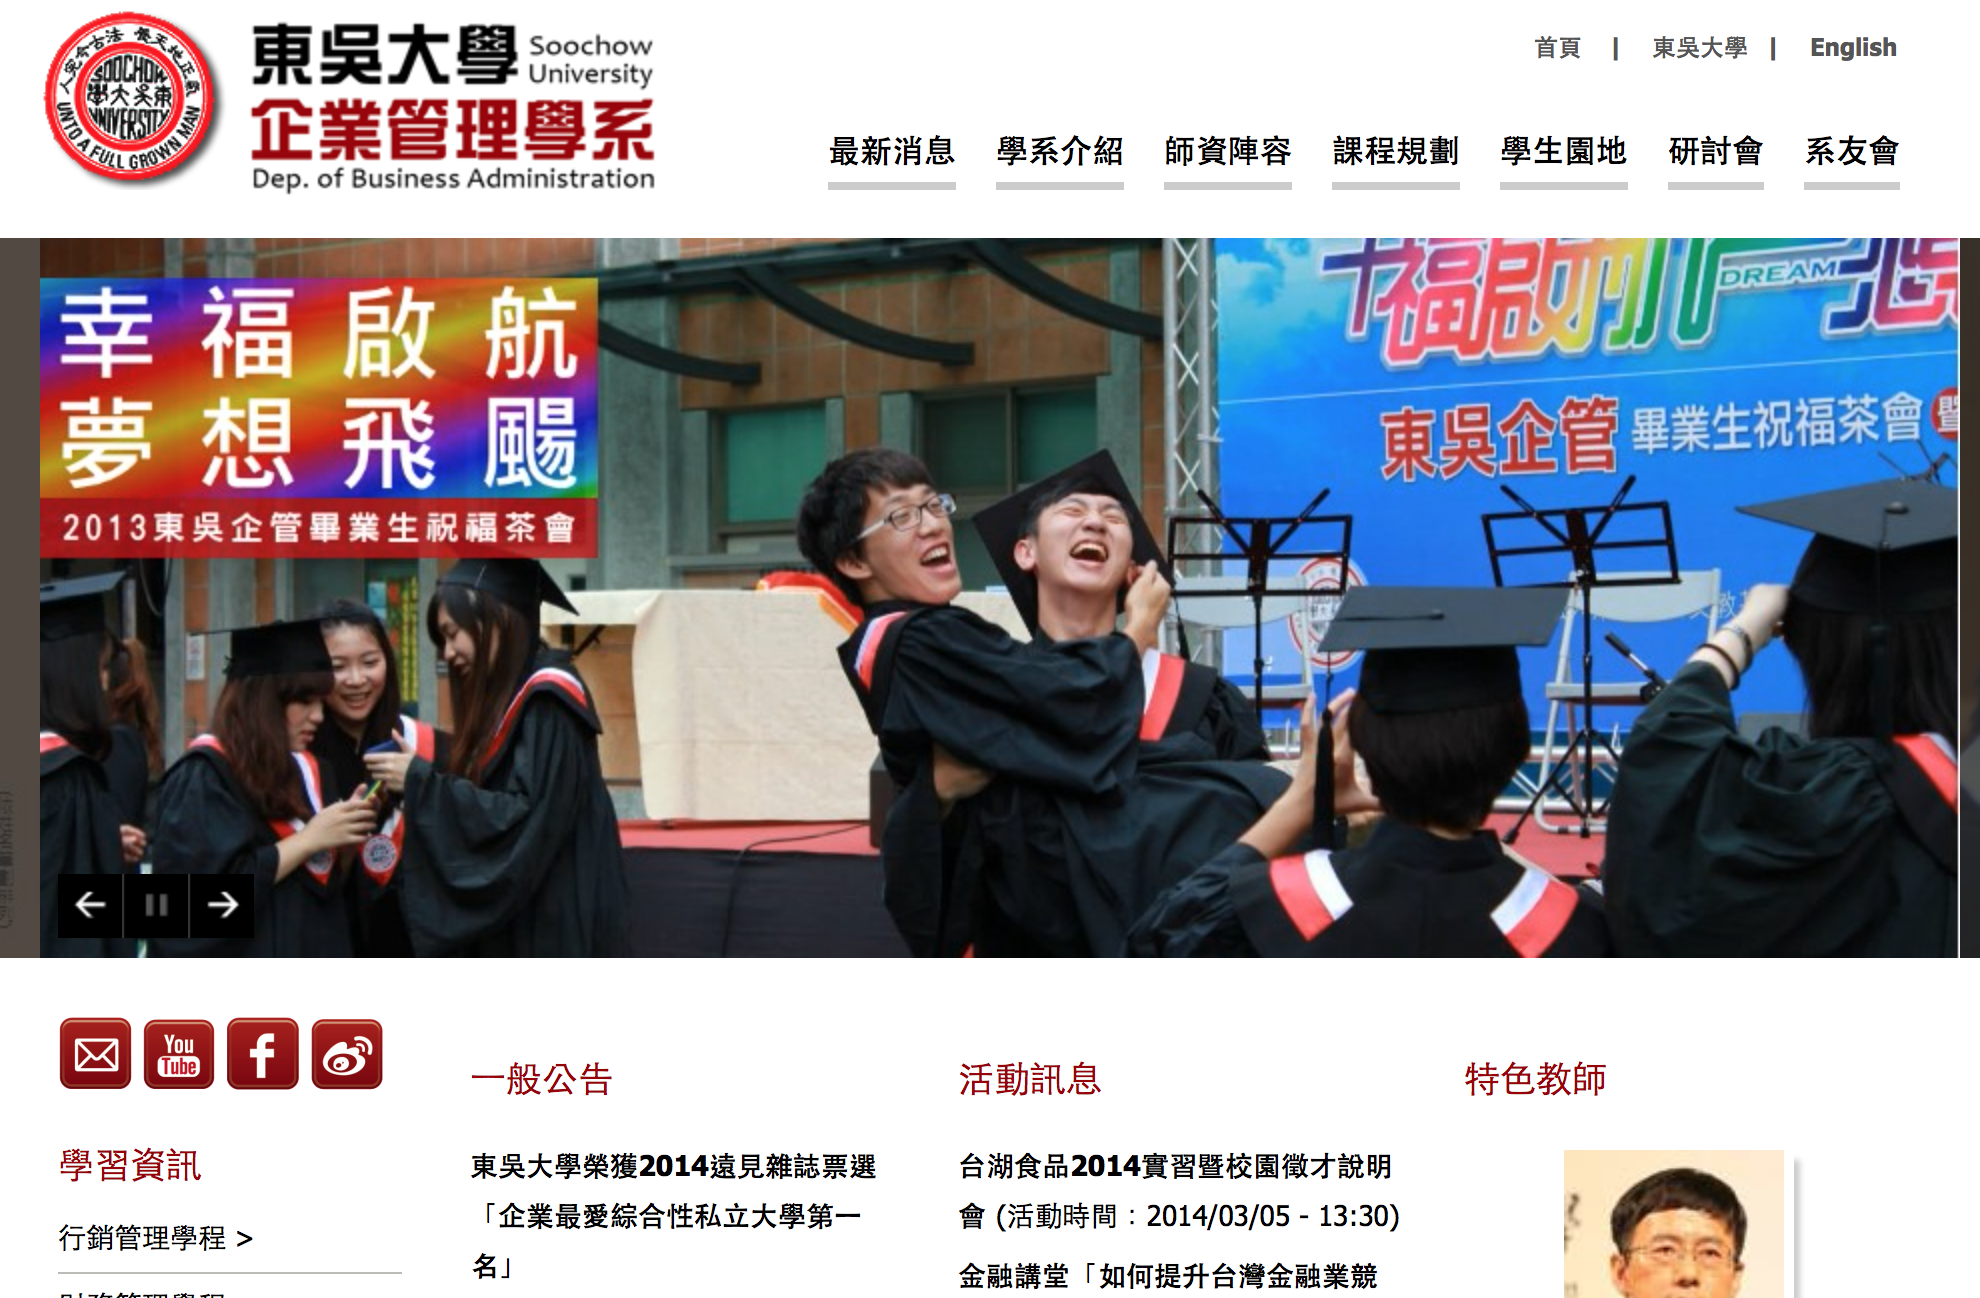 法古今完人 養天地正氣
SOOCHOW
東吳大學
UNIVERSITY
UNTO A FULL GROWN MAN
東吳大學 Soochow University
企業管理學系
Dep. of Business Administration
首頁 | 東吳大學 | English
最新消息 學系介紹 師資陣容 課程規劃 學生園地 研討會 系友會
幸福啟航
夢想飛颺
2013東吳企管畢業生祝福茶會
福啟航
DREAM
東吳企管 畢業生祝福茶會 暨
You Tube
一般公告
活動訊息
特色教師
學習資訊
行銷管理學程 >
東吳大學榮獲2014遠見雜誌票選
「企業最愛綜合性私立大學第一
名」
台湖食品2014實習暨校園徵才說明
會 (活動時間：2014/03/05 - 13:30)
金融講堂「如何提升台灣金融業競